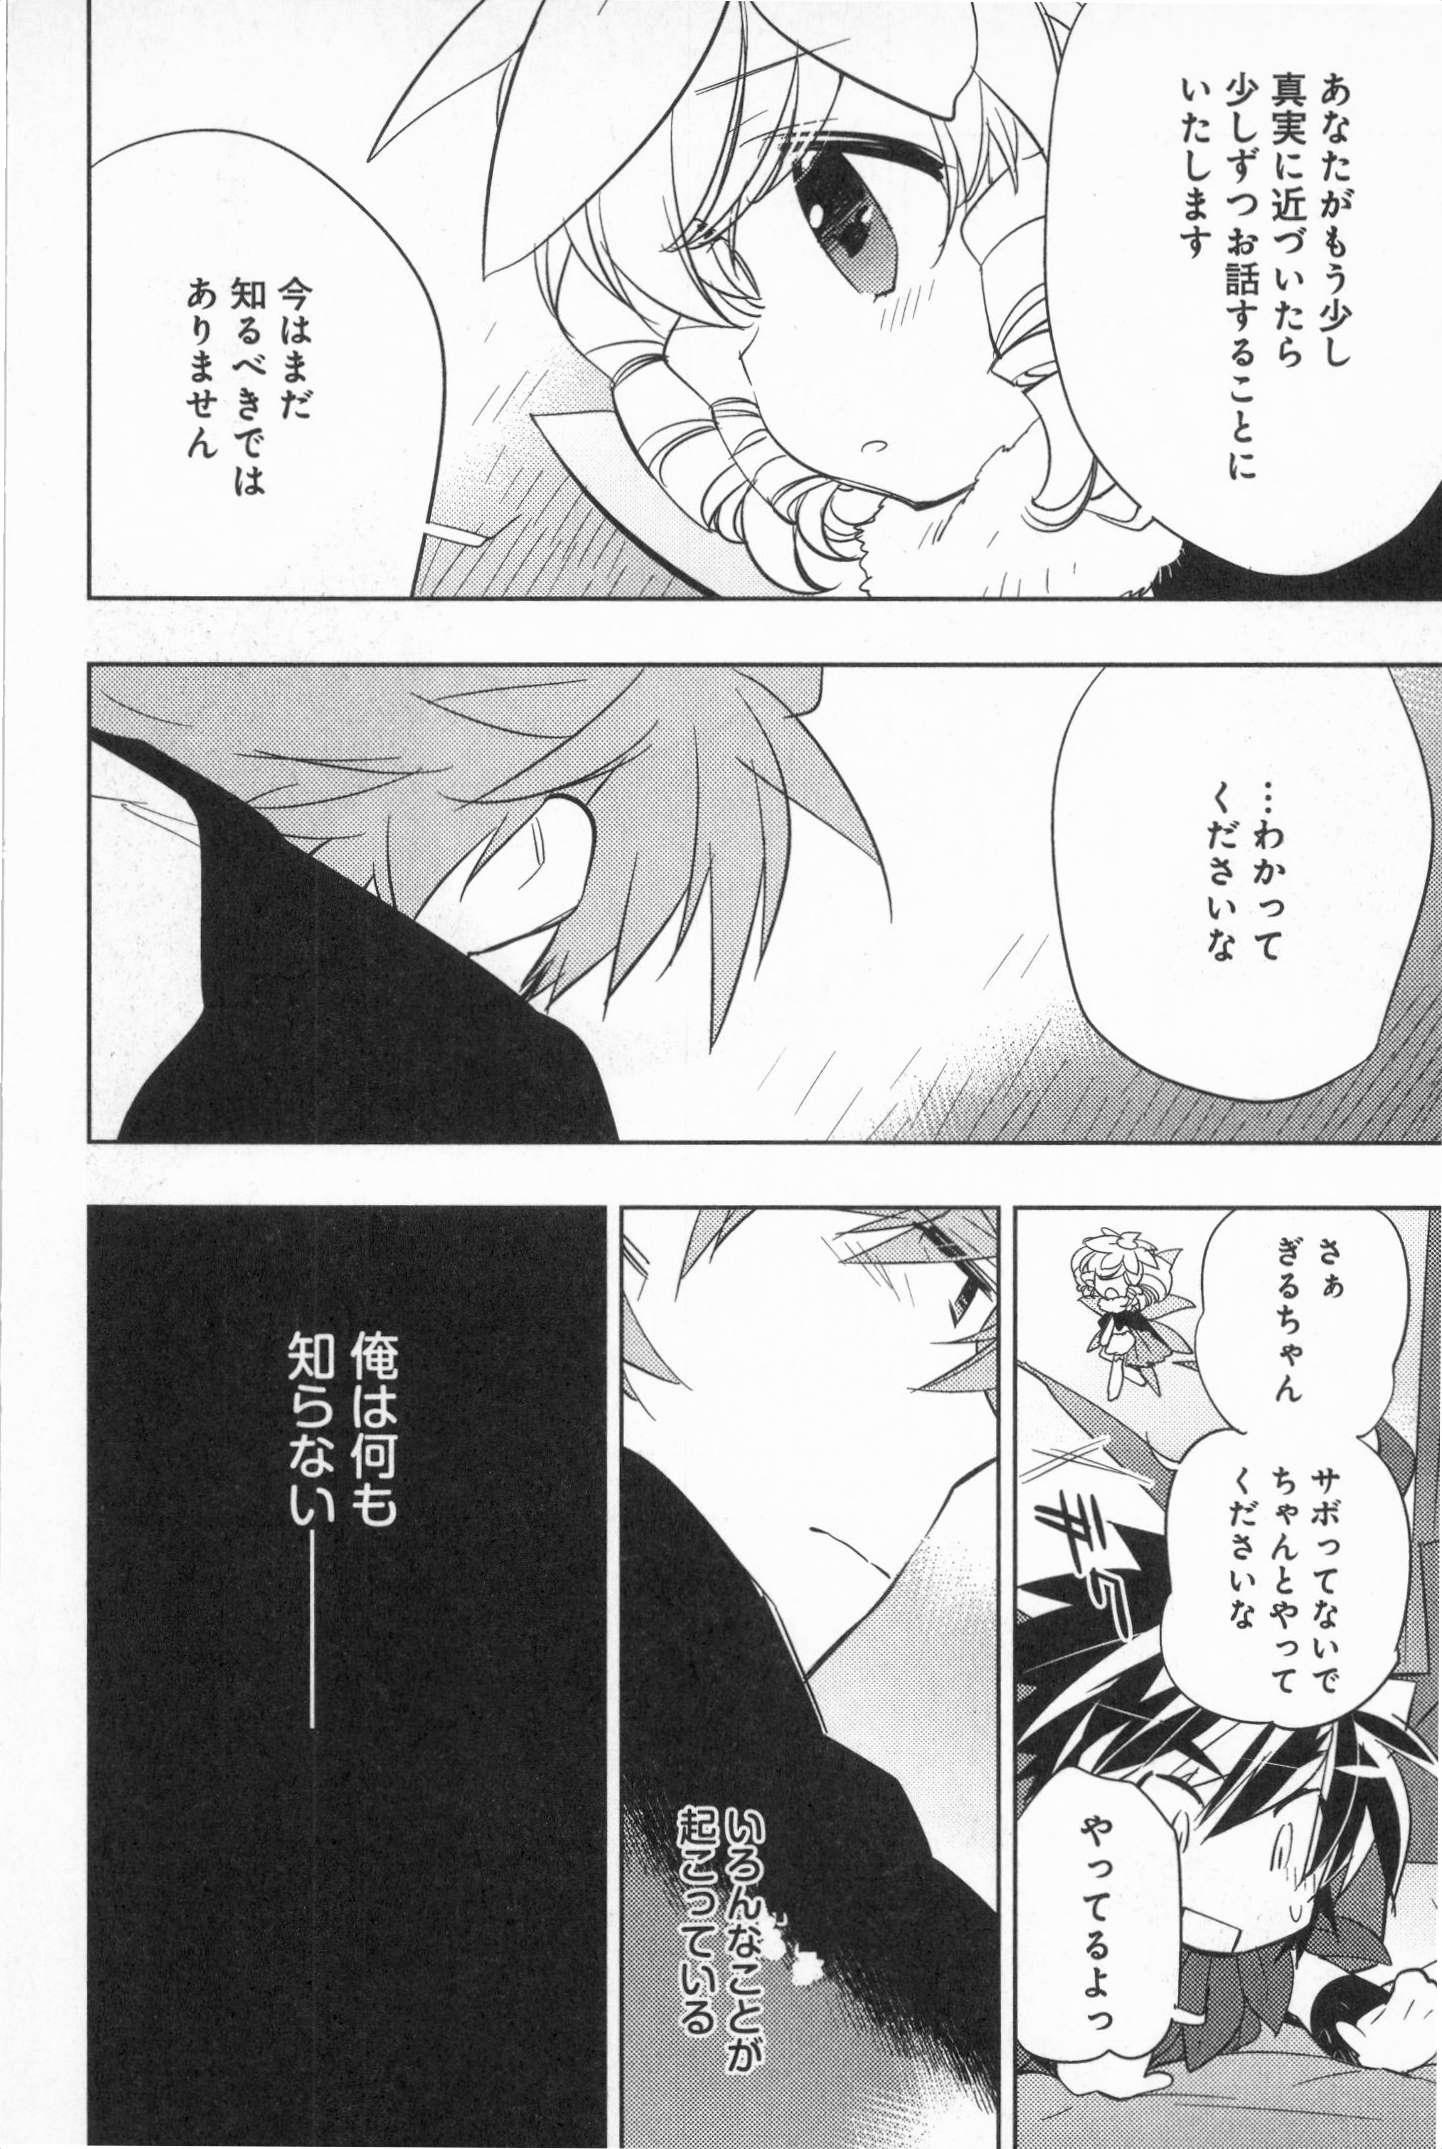 あなたがもう少し
真実に近づいたら
少しずつお話することに
いたします
今はまだ
知るべきでは
ありません
…わかって
くださいな
さぁ
ぎるちゃん
サボってないで
ちゃんとやって
くださいな
やってるよっ
いろんなことが
起こっている
俺は何も
知らない――